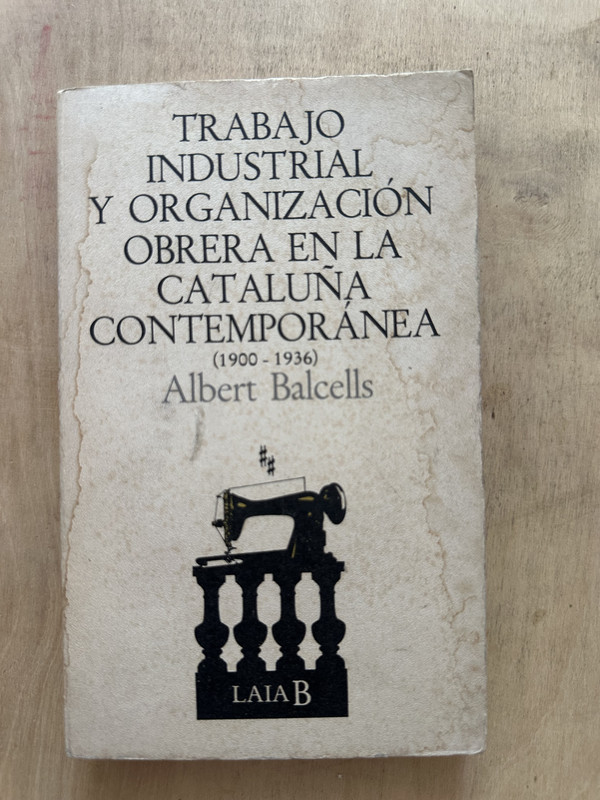 TRABAJO
INDUSTRIAL
Y ORGANIZACIÓN
OBRERA EN LA
CATALUÑA
CONTEMPORÁNEA
(1900 - 1936)
Albert Balcells
LAIA B